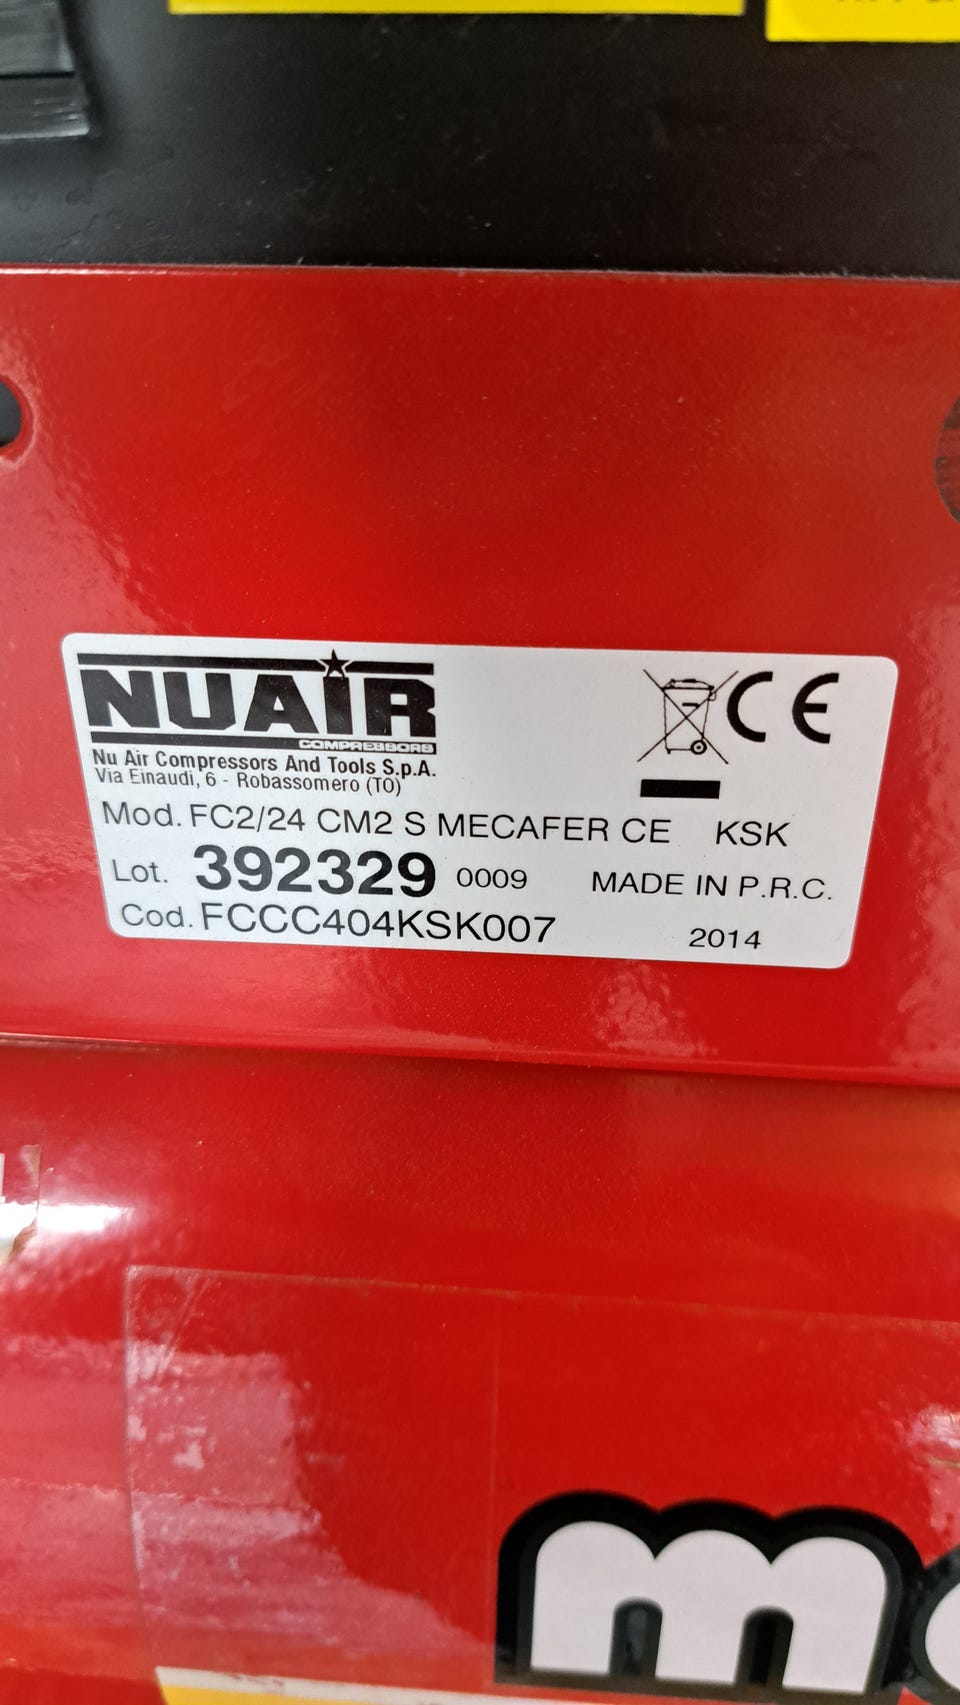 NUAIR
COMPRESSORS
Nu Air Compressors And Tools S.p.A.
Via Einaudi, 6 - Robassomero (TO)
CE
Mod. FC2/24 CM2 S MECAFER CE KSK
Lot. 392329 0009 MADE IN P.R.C.
Cod. FCCC404KSK007 2014
m